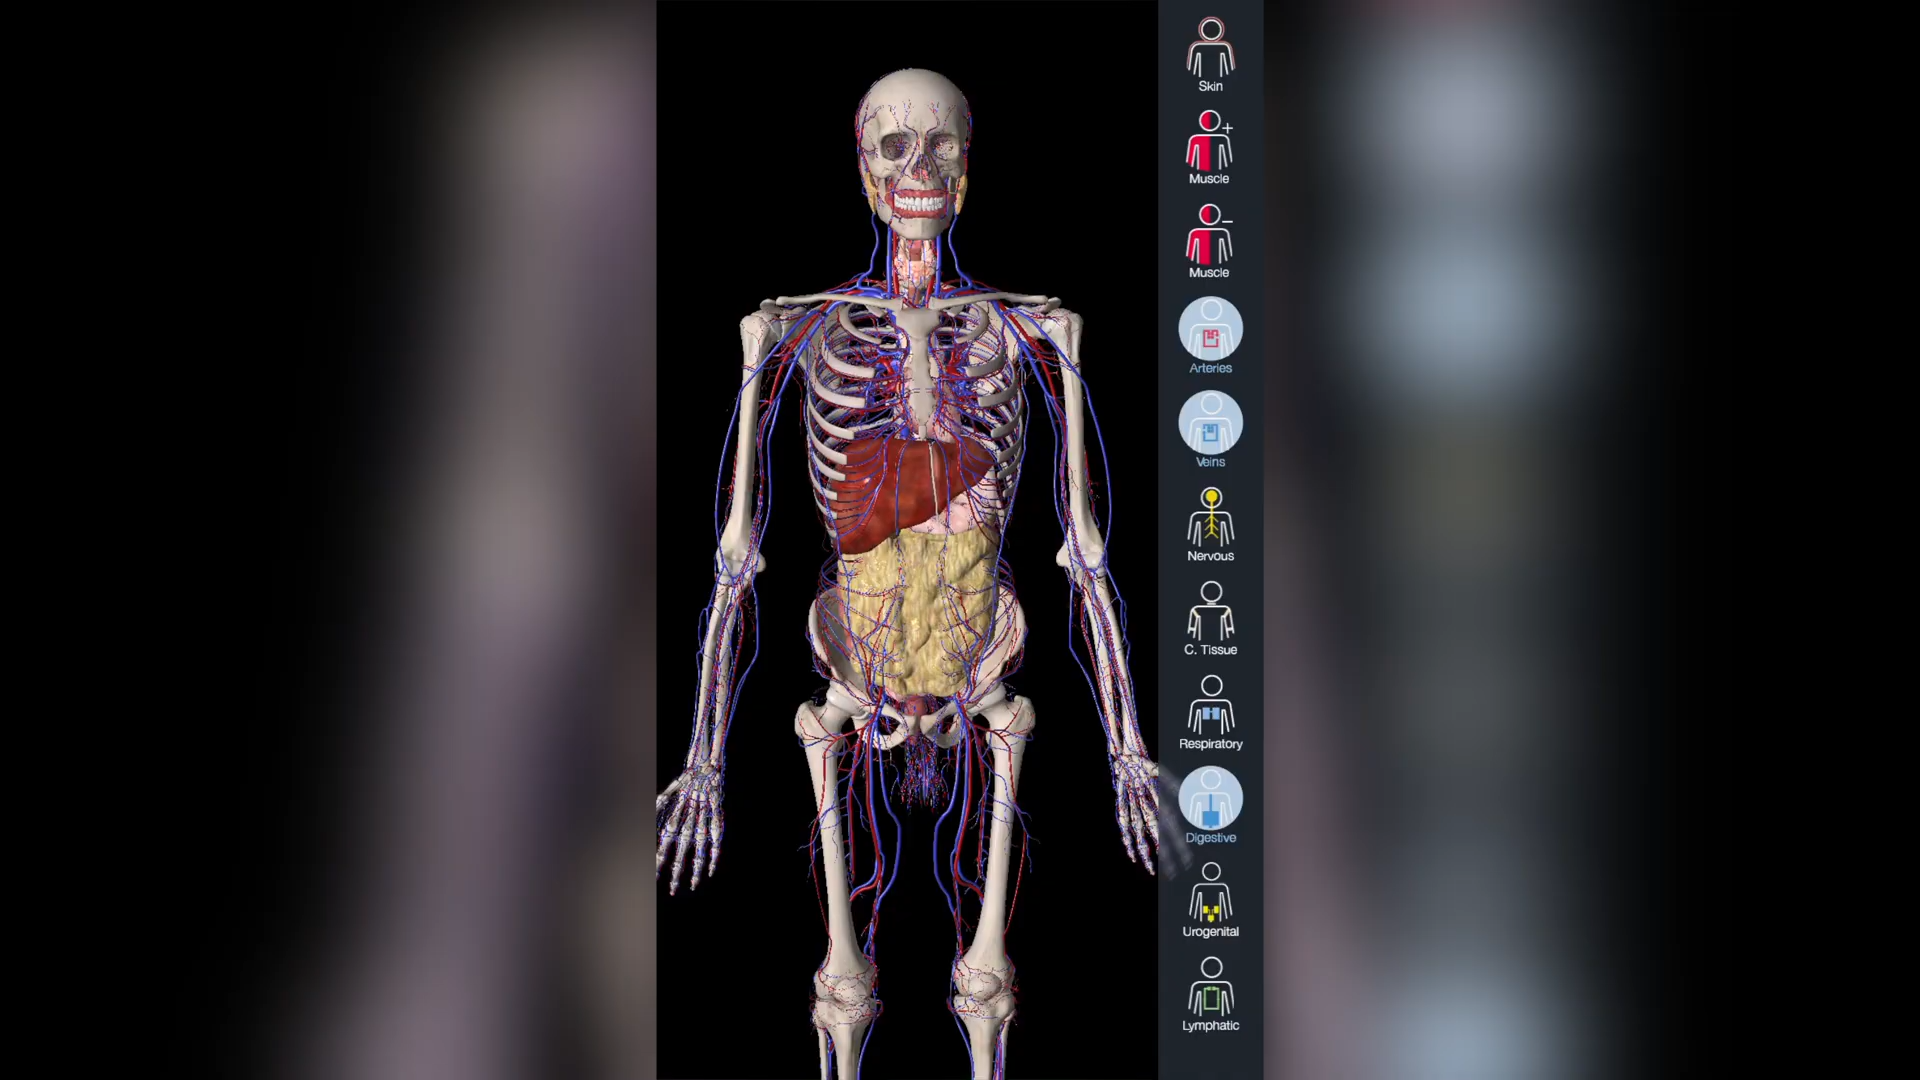 Skin
Muscle
Muscle
Arteries
Veins
Nervous
C. Tissue
Respiratory
Digestive
Urogenital
Lymphatic